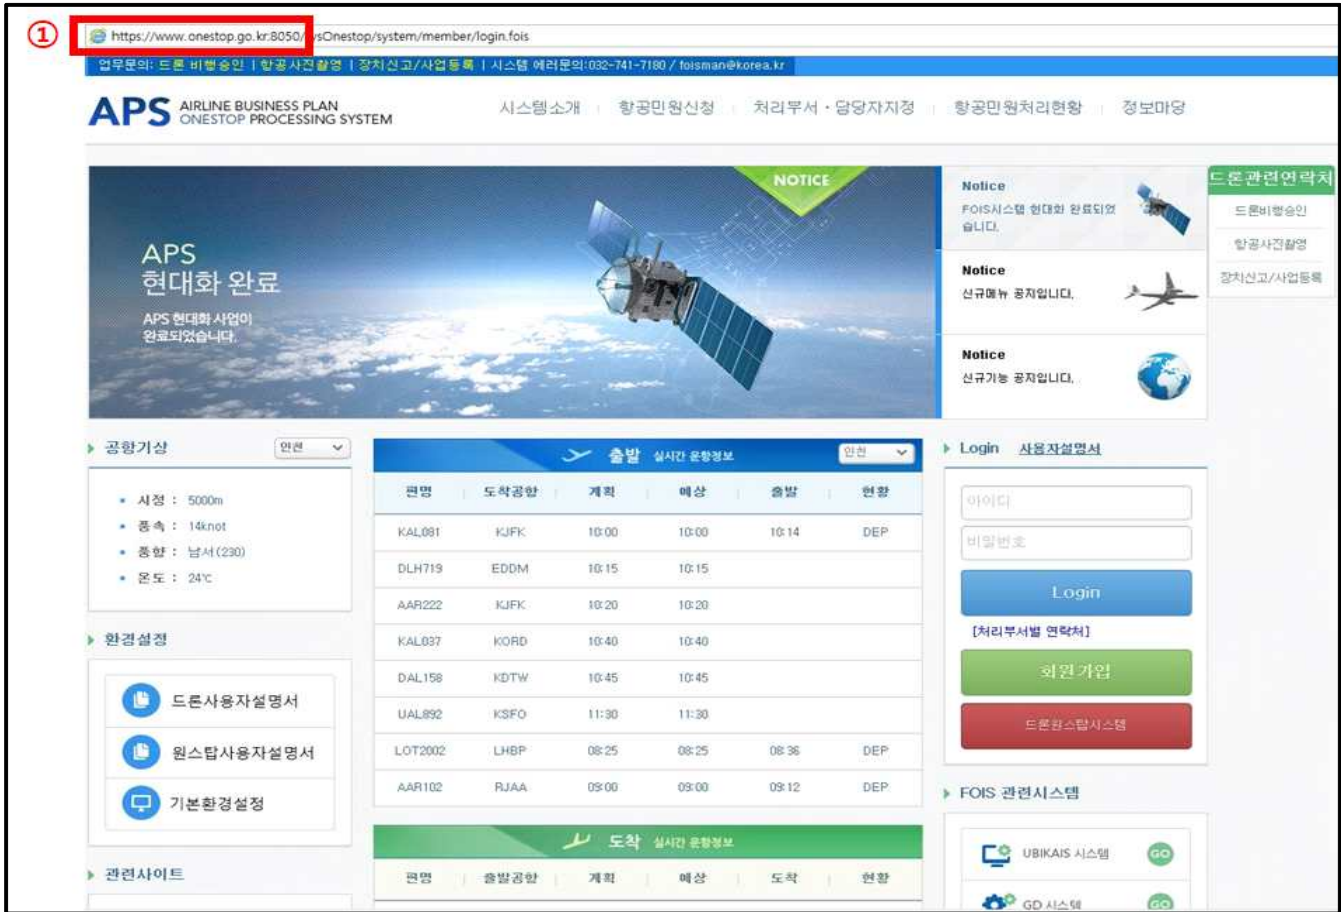 ①
https://www.onestop.go.kr:8050/ysOnestop/system/member/login.fois
업무문의: 드론 비행승인 | 항공사진촬영 | 장치신고/사업등록 | 시스템 에러문의:032-741-7180 / foisman@korea.kr
APS AIRLINE BUSINESS PLAN
ONESTOP PROCESSING SYSTEM
시스템소개 항공민원신청 처리부서·담당자지정 항공민원처리현황 정보마당
NOTICE
APS
현대화 완료
APS 현대화 사업이
완료되었습니다.
Notice
FOIS시스템 현대화 완료되었
습니다.
Notice
신규메뉴 공지입니다.
Notice
신규기능 공지입니다.
드론관련연락처
드론비행승인
항공사진촬영
장치신고/사업등록
공항기상 인천
시정 : 5000m
풍속 : 14knot
풍향 : 남서(230)
온도 : 24℃
환경설정
드론사용자설명서
원스탑사용자설명서
기본환경설정
관련사이트
출발 실시간 운항정보 인천
편명 도착공항 계획 예상 출발 현황
KAL081 KJFK 10:00 10:00 10:14 DEP
DLH719 EDDM 10:15 10:15
AAR222 KJFK 10:20 10:20
KAL037 KORD 10:40 10:40
DAL158 KDTW 10:45 10:45
UAL892 KSFO 11:30 11:30
LOT2002 LHBP 08:25 08:25 08:36 DEP
AAR102 RJAA 09:00 09:00 09:12 DEP
도착 실시간 운항정보
편명 출발공항 계획 예상 도착 현황
Login 사용자설명서
아이디
비밀번호
Login
[처리부서별 연락처]
회원가입
드론원스탑시스템
FOIS 관련시스템
UBIKAIS 시스템 GO
GD 시스템 GO